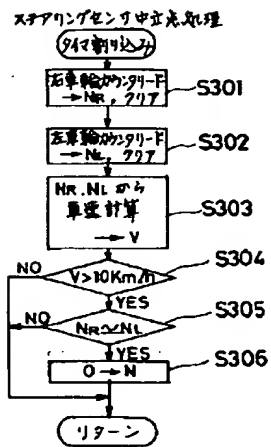 ステアリングセンサ中立点処理
タイマ割り込み
右車輪カウンタリード
→NR, クリア
S301
左車輪カウンタリード
→NL, クリア
S302
NR, NLから
車速計算
→V
S303
V>10Km/h
S304
NO
YES
NR≃NL
S305
NO
YES
0→N
S306
リターン